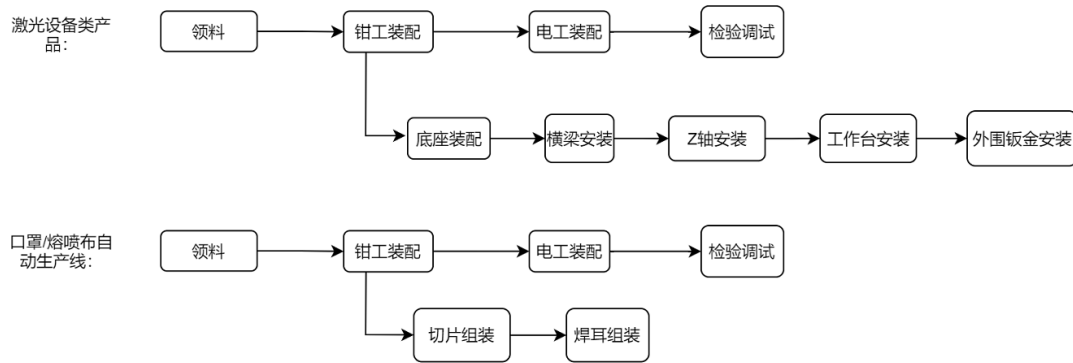 激光设备类产
品：
领料
钳工装配
电工装配
检验调试
底座装配
横梁安装
Z轴安装
工作台安装
外围钣金安装
口罩/熔喷布自
动生产线：
领料
钳工装配
电工装配
检验调试
切片组装
焊耳组装